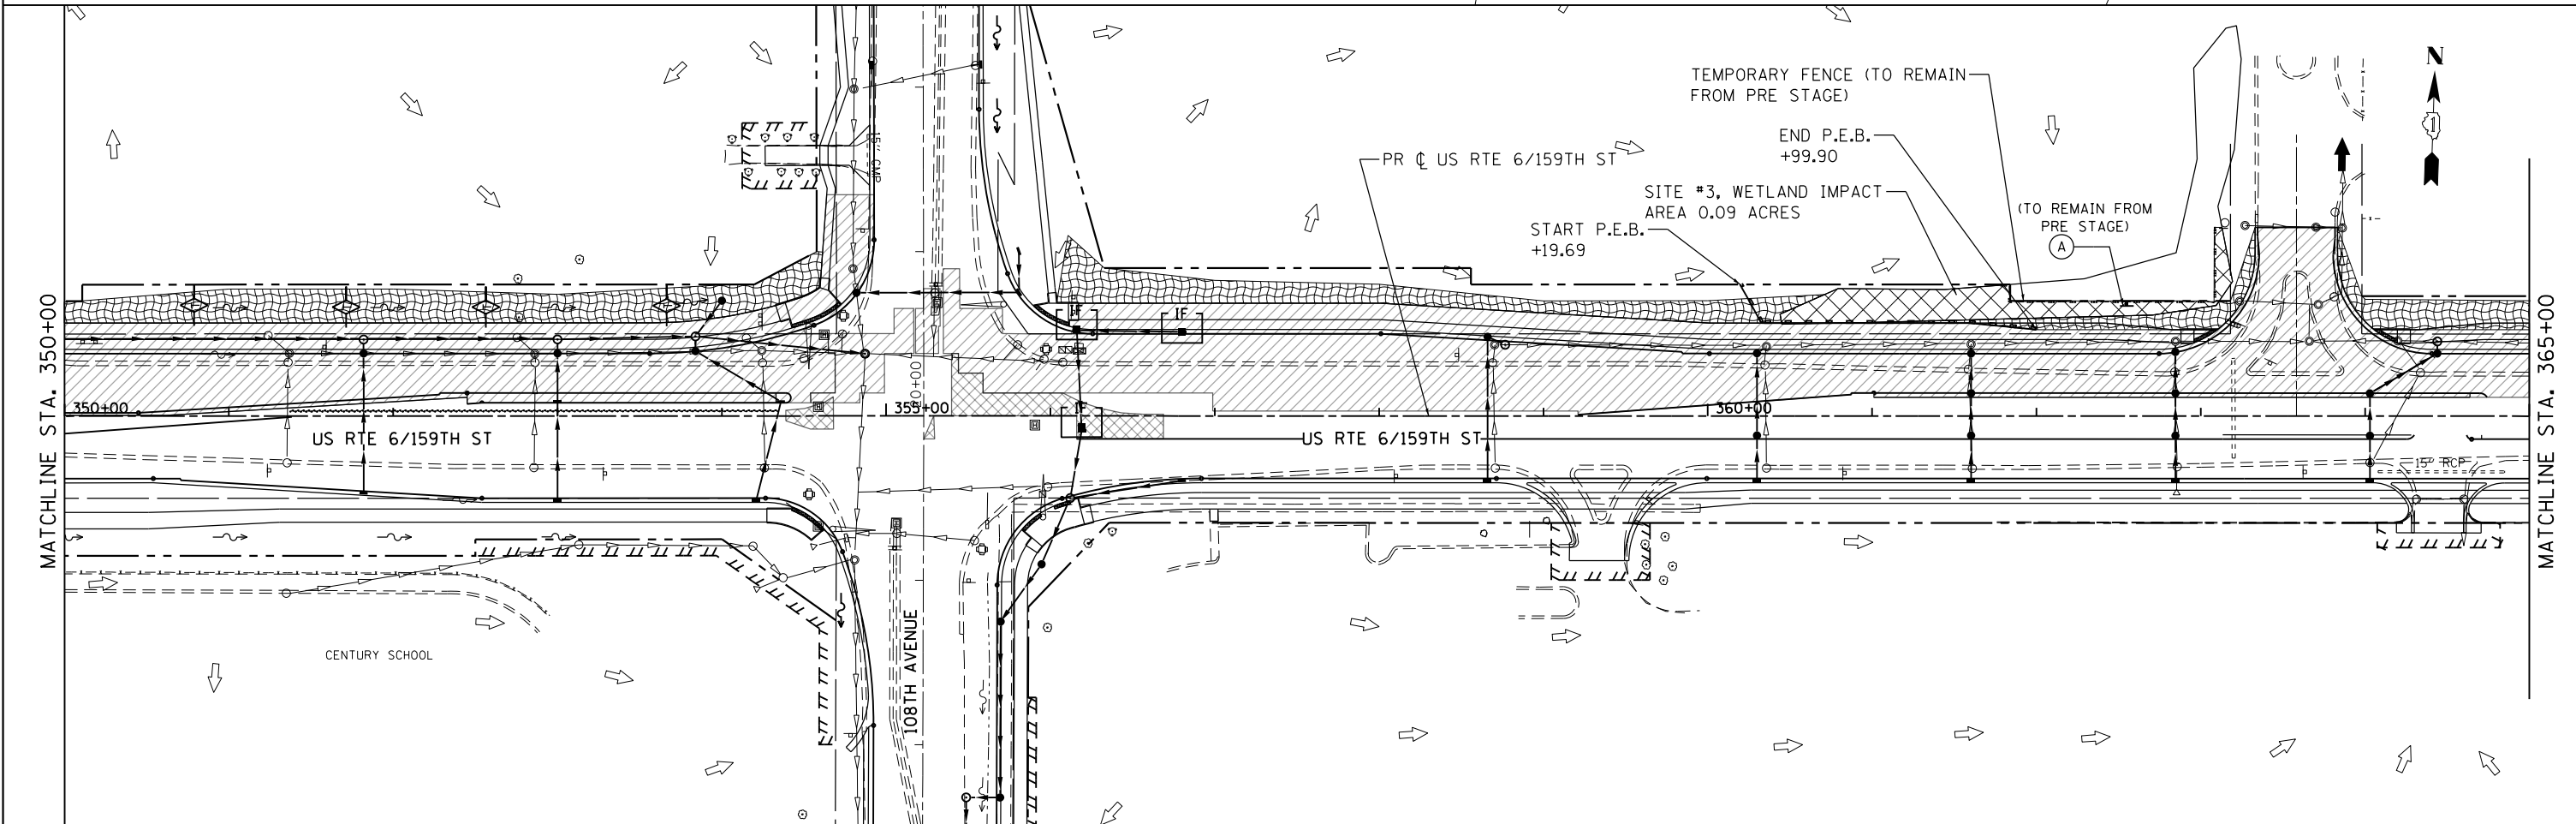 N
TEMPORARY FENCE (TO REMAIN
FROM PRE STAGE)
END P.E.B.
+99.90
PR ℄ US RTE 6/159TH ST
SITE #3, WETLAND IMPACT
AREA 0.09 ACRES
START P.E.B.
+19.69
(TO REMAIN FROM
PRE STAGE)
A
15" CMP
IF
IF
IF
MATCHLINE STA. 350+00
MATCHLINE STA. 365+00
350+00
355+00
360+00
US RTE 6/159TH ST
US RTE 6/159TH ST
15" RCP
108TH AVENUE
CENTURY SCHOOL